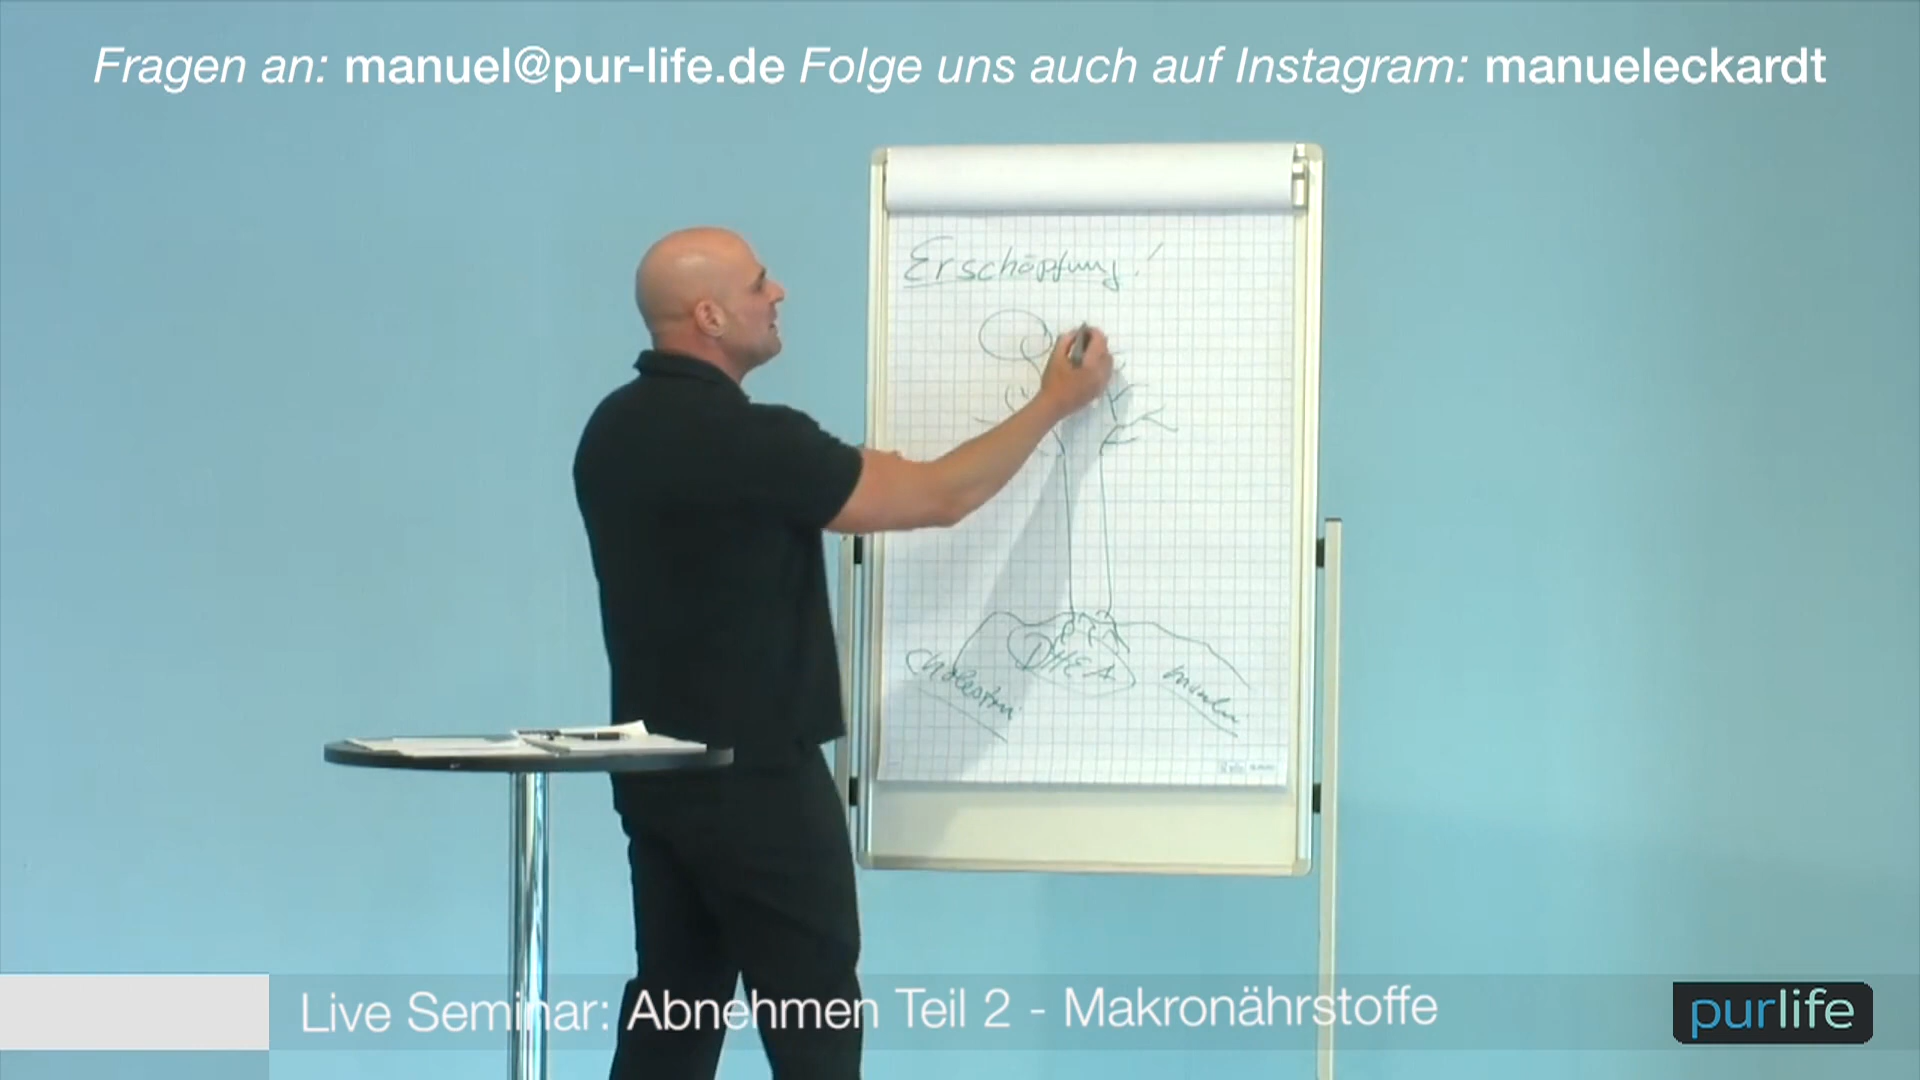 Fragen an: manuel@pur-life.de Folge uns auch auf Instagram: manueleckardt
Erschöpfung!
DHEA
Cholesterin
Live Seminar: Abnehmen Teil 2 - Makronährstoffe
purlife